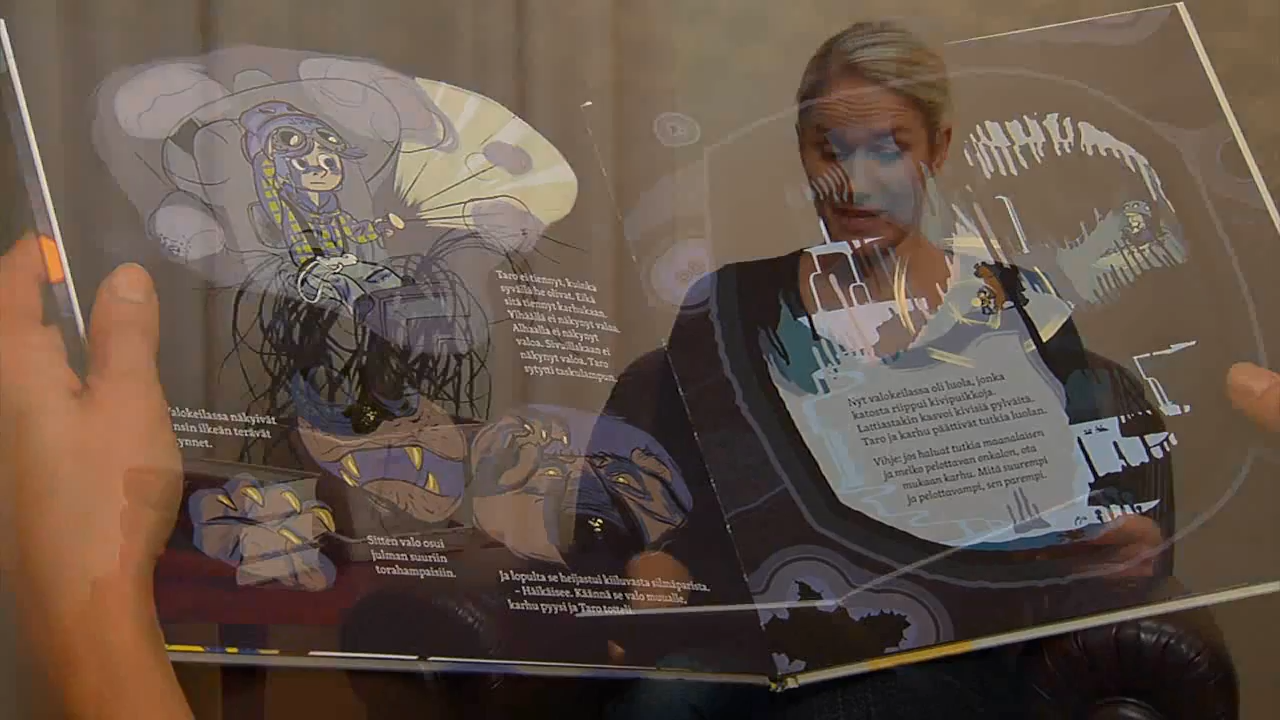 Taro ei tiennyt, kuinka
syvällä he olivat. Eikä
sitä tiennyt karhukaan.
Ylhäällä ei näkynyt valoa.
Alhaalla ei näkynyt
valoa. Sivuillakaan ei
näkynyt valoa. Taro
sytytti taskulampun.
Valokeilassa näkyivät
ensin ilkeän terävät
kynnet.
Sitten valo osui
julman suuriin
torahampaisiin.
Ja lopulta se heijastui kiiluvasta silmäparista.
– Häikäisee. Käännä se valo muualle,
karhu pyysi ja Taro totteli.
Nyt valokeilassa oli luola, jonka
katosta riippui kivipuikkoja.
Lattiastakin kasvoi kivisiä pylväitä.
Taro ja karhu päättivät tutkia luolan.
Vihje: jos haluat tutkia maanalaisen
ja melko pelottavan onkalon, ota
mukaan karhu. Mitä suurempi
ja pelottavampi, sen parempi.